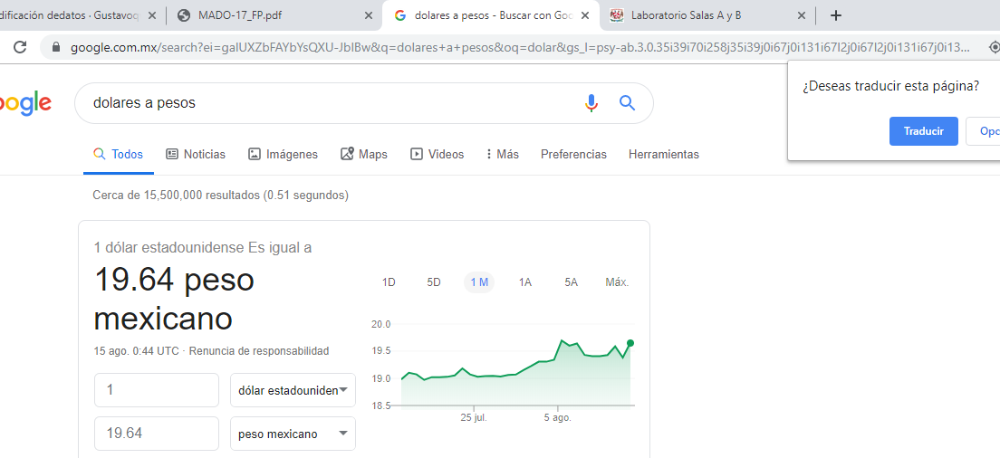 dificación dedatos · Gustavoq
MADO-17_FP.pdf
dolares a pesos - Buscar con Goo
Laboratorio Salas A y B
google.com.mx/search?ei=gaIUXZbFAYbYsQXU-JbIBw&q=dolares+a+pesos&oq=dolar&gs_l=psy-ab.3.0.35i39i70i258j35i39j0i67j0i131i67l2j0i67l2j0i131i67j0i13...
¿Deseas traducir esta página?
Traducir
Opc
oogle
dolares a pesos
Todos
Noticias
Imágenes
Maps
Videos
Más
Preferencias
Herramientas
Cerca de 15,500,000 resultados (0.51 segundos)
1 dólar estadounidense Es igual a
19.64 peso
mexicano
15 ago. 0:44 UTC · Renuncia de responsabilidad
1
dólar estadouniden
19.64
peso mexicano
1D
5D
1 M
1A
5A
Máx.
20.0
19.5
19.0
18.5
25 jul.
5 ago.